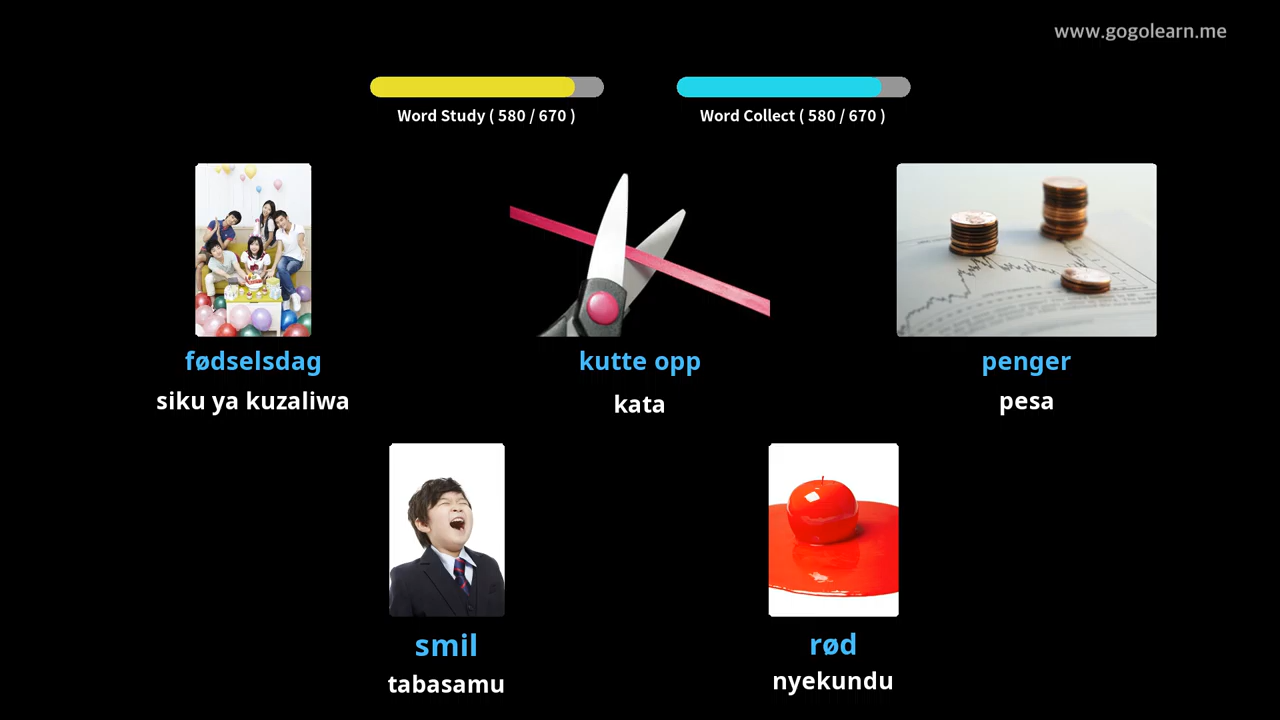 www.gogolearn.me
Word Study ( 580 / 670 )
Word Collect ( 580 / 670 )
fødselsdag
siku ya kuzaliwa
kutte opp
kata
penger
pesa
smil
tabasamu
rød
nyekundu